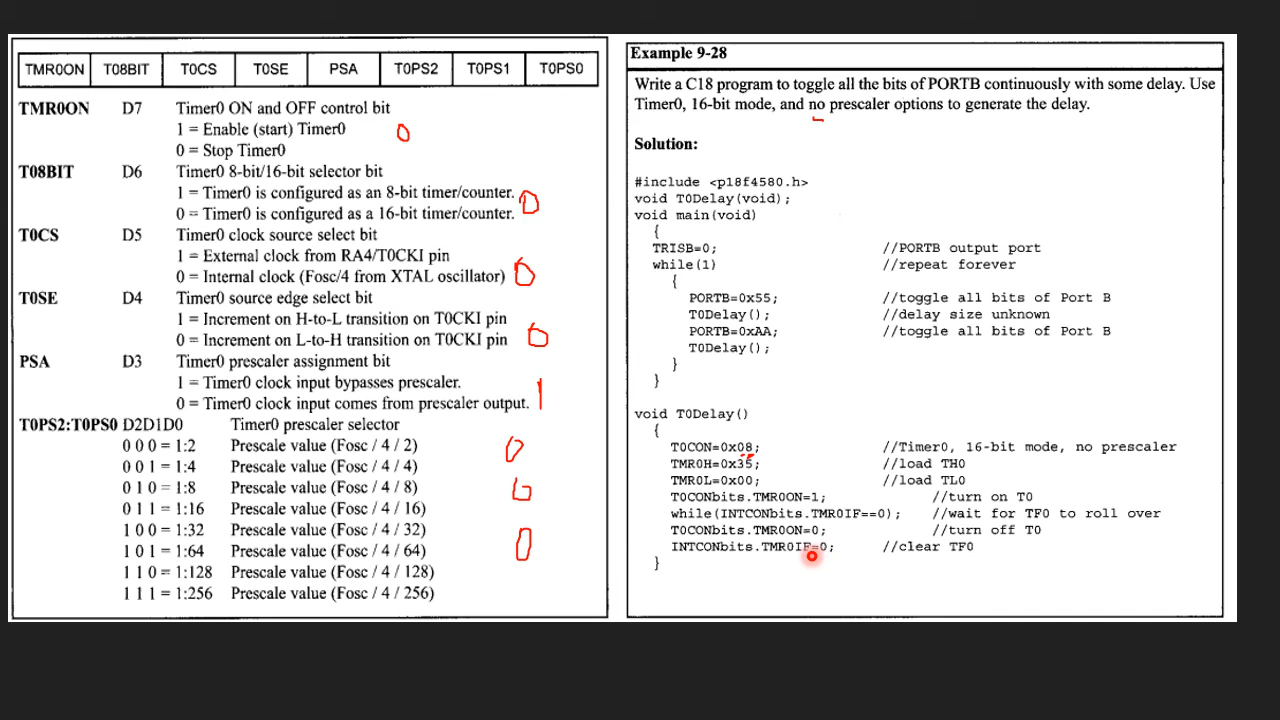 TMR0ON T08BIT T0CS T0SE PSA T0PS2 T0PS1 T0PS0
TMR0ON D7 Timer0 ON and OFF control bit
1 = Enable (start) Timer0
0
0 = Stop Timer0
T08BIT D6 Timer0 8-bit/16-bit selector bit
1 = Timer0 is configured as an 8-bit timer/counter.
0 = Timer0 is configured as a 16-bit timer/counter.
0
T0CS D5 Timer0 clock source select bit
1 = External clock from RA4/T0CKI pin
0 = Internal clock (Fosc/4 from XTAL oscillator)
0
T0SE D4 Timer0 source edge select bit
1 = Increment on H-to-L transition on T0CKI pin
0 = Increment on L-to-H transition on T0CKI pin
0
PSA D3 Timer0 prescaler assignment bit
1 = Timer0 clock input bypasses prescaler.
0 = Timer0 clock input comes from prescaler output.
1
T0PS2:T0PS0 D2D1D0 Timer0 prescaler selector
0 0 0 = 1:2 Prescale value (Fosc / 4 / 2)
0
0 0 1 = 1:4 Prescale value (Fosc / 4 / 4)
0 1 0 = 1:8 Prescale value (Fosc / 4 / 8)
0
0 1 1 = 1:16 Prescale value (Fosc / 4 / 16)
1 0 0 = 1:32 Prescale value (Fosc / 4 / 32)
1 0 1 = 1:64 Prescale value (Fosc / 4 / 64)
0
1 1 0 = 1:128 Prescale value (Fosc / 4 / 128)
1 1 1 = 1:256 Prescale value (Fosc / 4 / 256)
Example 9-28
Write a C18 program to toggle all the bits of PORTB continuously with some delay. Use
Timer0, 16-bit mode, and no prescaler options to generate the delay.
Solution:
#include <p18f4580.h>
void T0Delay(void);
void main(void)
{
TRISB=0; //PORTB output port
while(1) //repeat forever
{
PORTB=0x55; //toggle all bits of Port B
T0Delay(); //delay size unknown
PORTB=0xAA; //toggle all bits of Port B
T0Delay();
}
}
void T0Delay()
{
T0CON=0x08; //Timer0, 16-bit mode, no prescaler
TMR0H=0x35; //load TH0
TMR0L=0x00; //load TL0
T0CONbits.TMR0ON=1; //turn on T0
while(INTCONbits.TMR0IF==0); //wait for TF0 to roll over
T0CONbits.TMR0ON=0; //turn off T0
INTCONbits.TMR0IF=0; //clear TF0
}